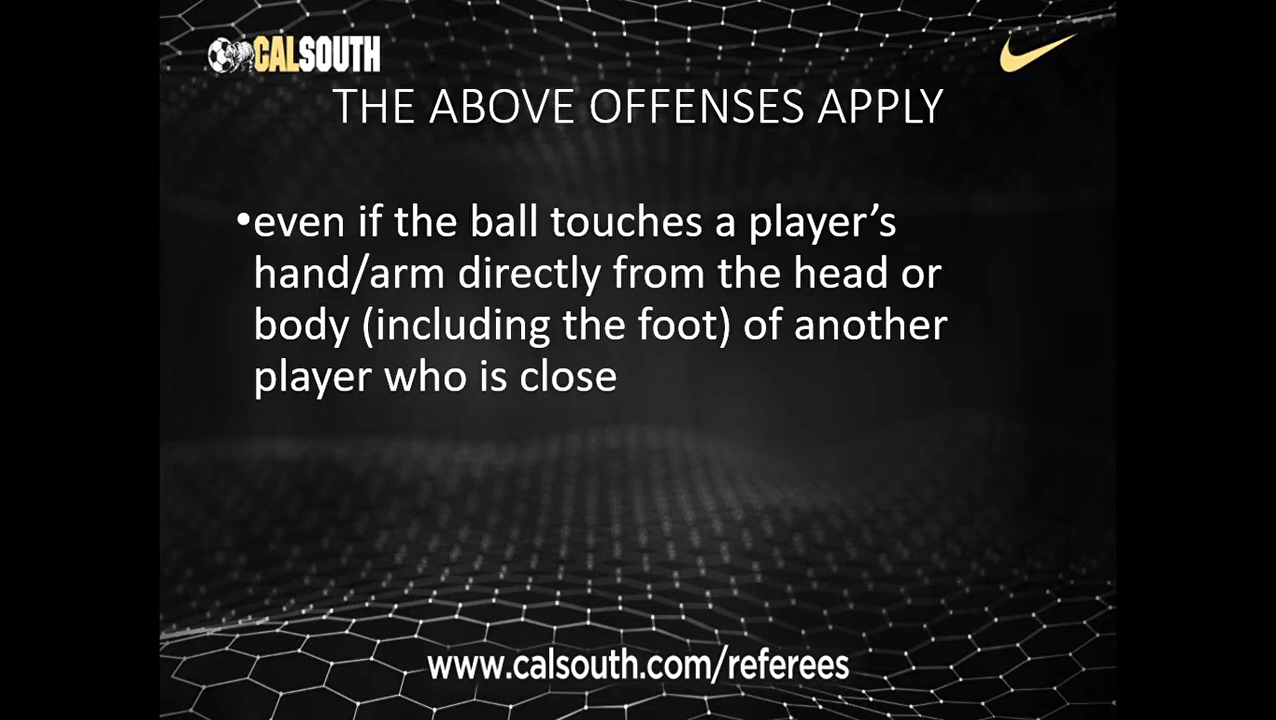 CALSOUTH
THE ABOVE OFFENSES APPLY
•even if the ball touches a player’s
hand/arm directly from the head or
body (including the foot) of another
player who is close
www.calsouth.com/referees